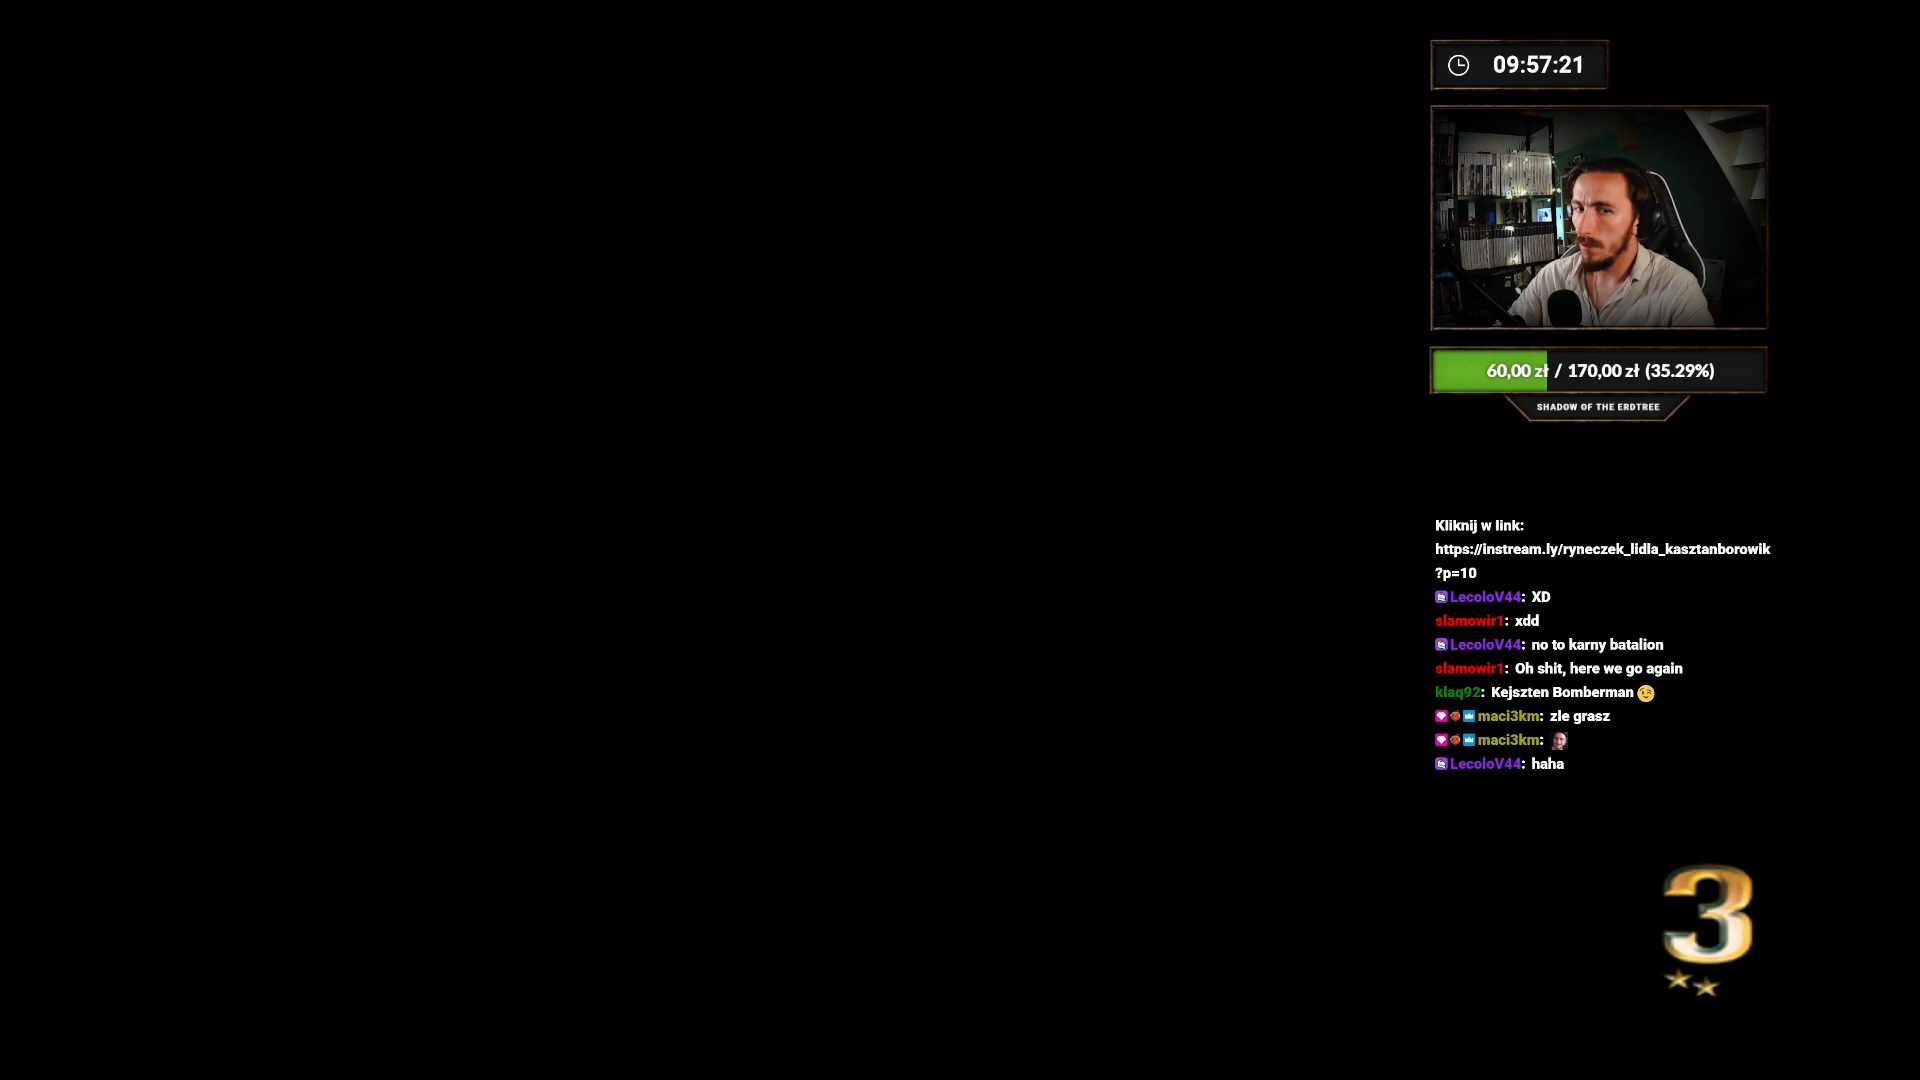 09:57:21
60,00 zł / 170,00 zł (35.29%)
SHADOW OF THE ERDTREE
Kliknij w link:
https://instream.ly/ryneczek_lidla_kasztanborowik
?p=10
LecoloV44: XD
slamowir1: xdd
LecoloV44: no to karny batalion
slamowir1: Oh shit, here we go again
klaq92: Kejszten Bomberman 😉
maci3km: zle grasz
maci3km:
LecoloV44: haha
3